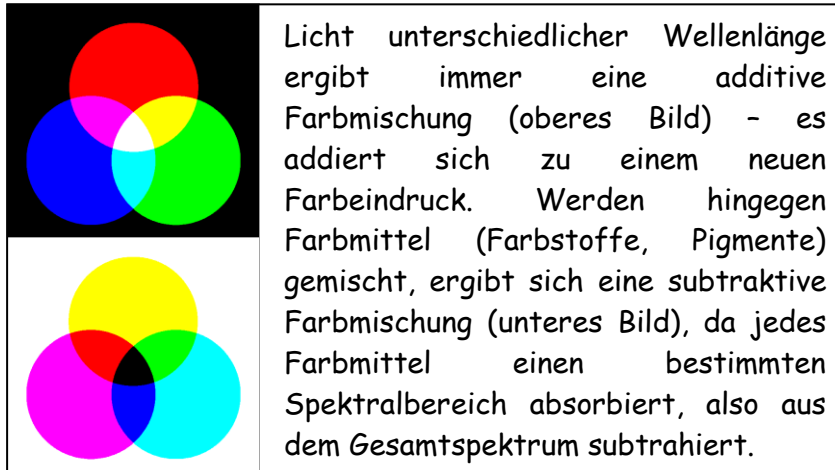 Licht unterschiedlicher Wellenlänge
ergibt immer eine additive
Farbmischung (oberes Bild) – es
addiert sich zu einem neuen
Farbeindruck. Werden hingegen
Farbmittel (Farbstoffe, Pigmente)
gemischt, ergibt sich eine subtraktive
Farbmischung (unteres Bild), da jedes
Farbmittel einen bestimmten
Spektralbereich absorbiert, also aus
dem Gesamtspektrum subtrahiert.